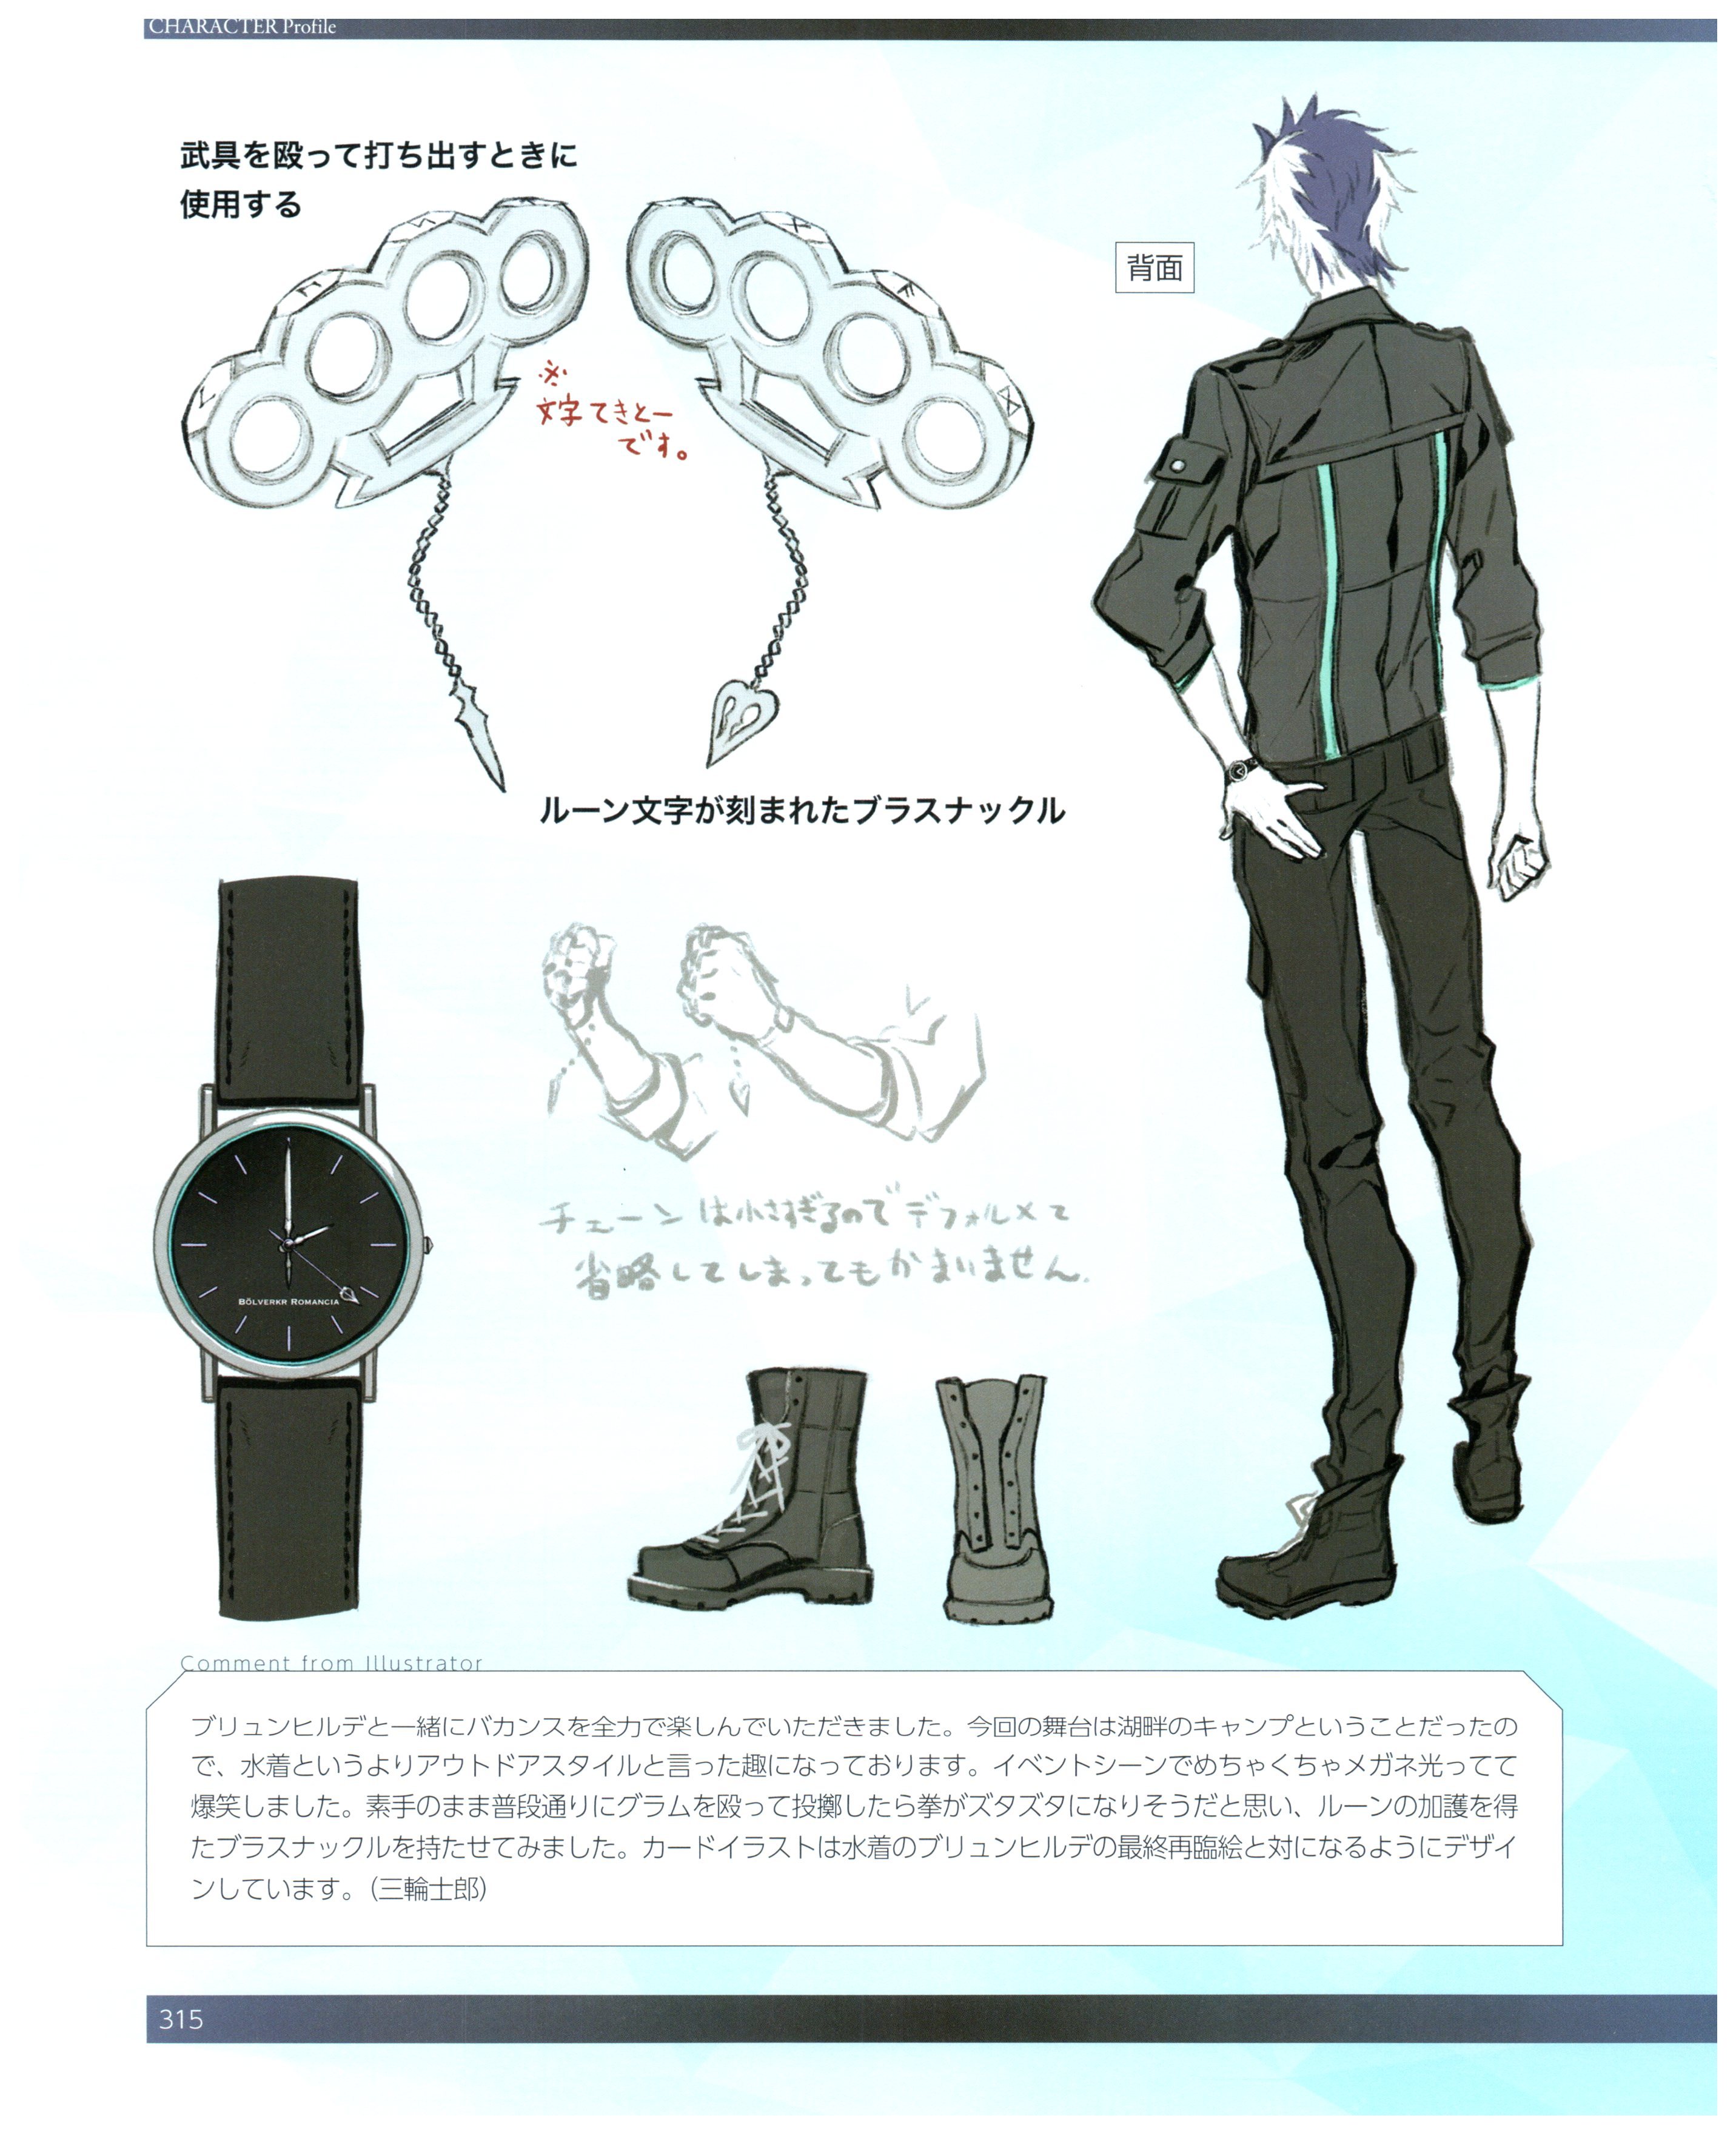 CHARACTER Profile
武具を殴って打ち出すときに
使用する
背面
※
文字てきとー
です。
ルーン文字が刻まれたブラスナックル
BÖLVERKR ROMANCIA
チェーンは小さすぎるのでデフォルメて
省略してしまってもかまいません.
Comment from Illustrator
ブリュンヒルデと一緒にバカンスを全力で楽しんでいただきました。今回の舞台は湖畔のキャンプということだったの
で、水着というよりアウトドアスタイルと言った趣になっております。イベントシーンでめちゃくちゃメガネ光ってて
爆笑しました。素手のまま普段通りにグラムを殴って投擲したら拳がズタズタになりそうだと思い、ルーンの加護を得
たブラスナックルを持たせてみました。カードイラストは水着のブリュンヒルデの最終再臨絵と対になるようにデザイ
ンしています。（三輪士郎）
315